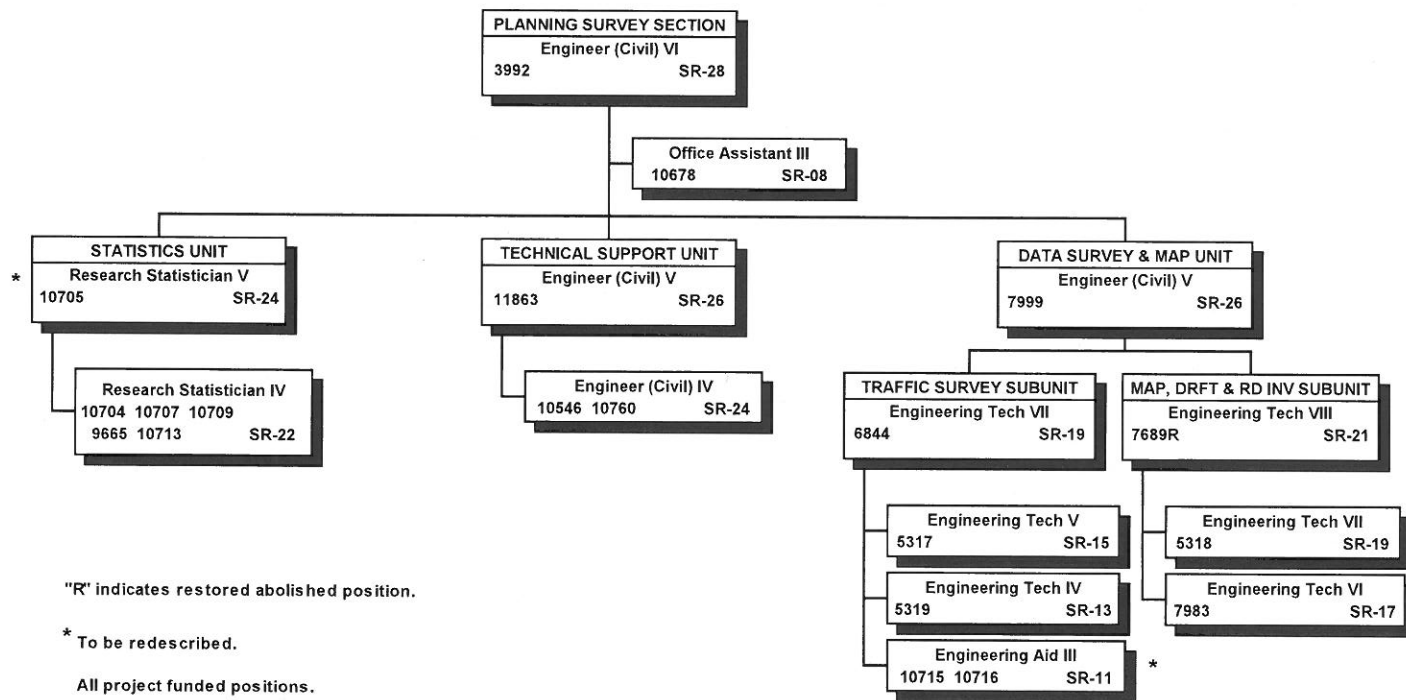 PLANNING SURVEY SECTION
Engineer (Civil) VI
3992 SR-28
Office Assistant III
10678 SR-08
STATISTICS UNIT
* Research Statistician V
10705 SR-24
Research Statistician IV
10704 10707 10709
9665 10713 SR-22
TECHNICAL SUPPORT UNIT
Engineer (Civil) V
11863 SR-26
Engineer (Civil) IV
10546 10760 SR-24
DATA SURVEY & MAP UNIT
Engineer (Civil) V
7999 SR-26
TRAFFIC SURVEY SUBUNIT
Engineering Tech VII
6844 SR-19
Engineering Tech V
5317 SR-15
Engineering Tech IV
5319 SR-13
Engineering Aid III
10715 10716 SR-11 *
MAP, DRFT & RD INV SUBUNIT
Engineering Tech VIII
7689R SR-21
Engineering Tech VII
5318 SR-19
Engineering Tech VI
7983 SR-17
"R" indicates restored abolished position.
* To be redescribed.
All project funded positions.